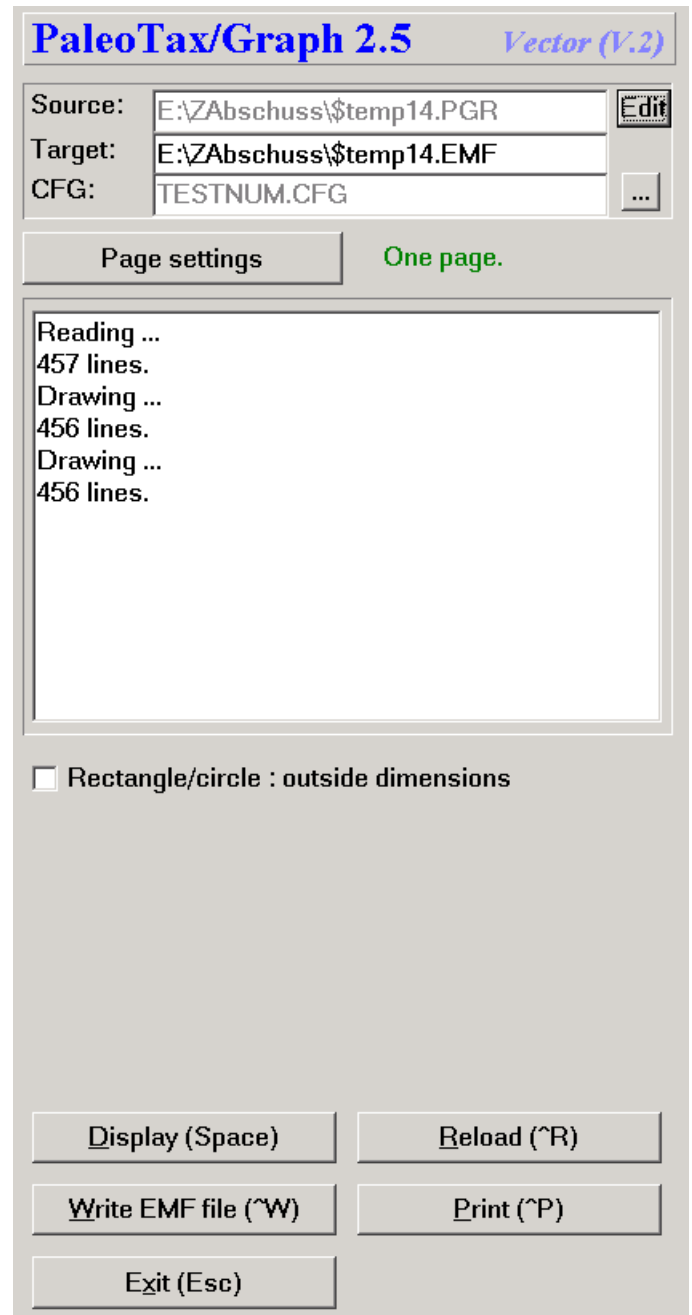 PaleoTax/Graph 2.5 Vector (V.2)
Source: E:\ZAbschuss\$temp14.PGR Edit
Target: E:\ZAbschuss\$temp14.EMF
CFG: TESTNUM.CFG ...
Page settings One page.
Reading ...
457 lines.
Drawing ...
456 lines.
Drawing ...
456 lines.
Rectangle/circle : outside dimensions
Display (Space) Reload (^R)
Write EMF file (^W) Print (^P)
Exit (Esc)